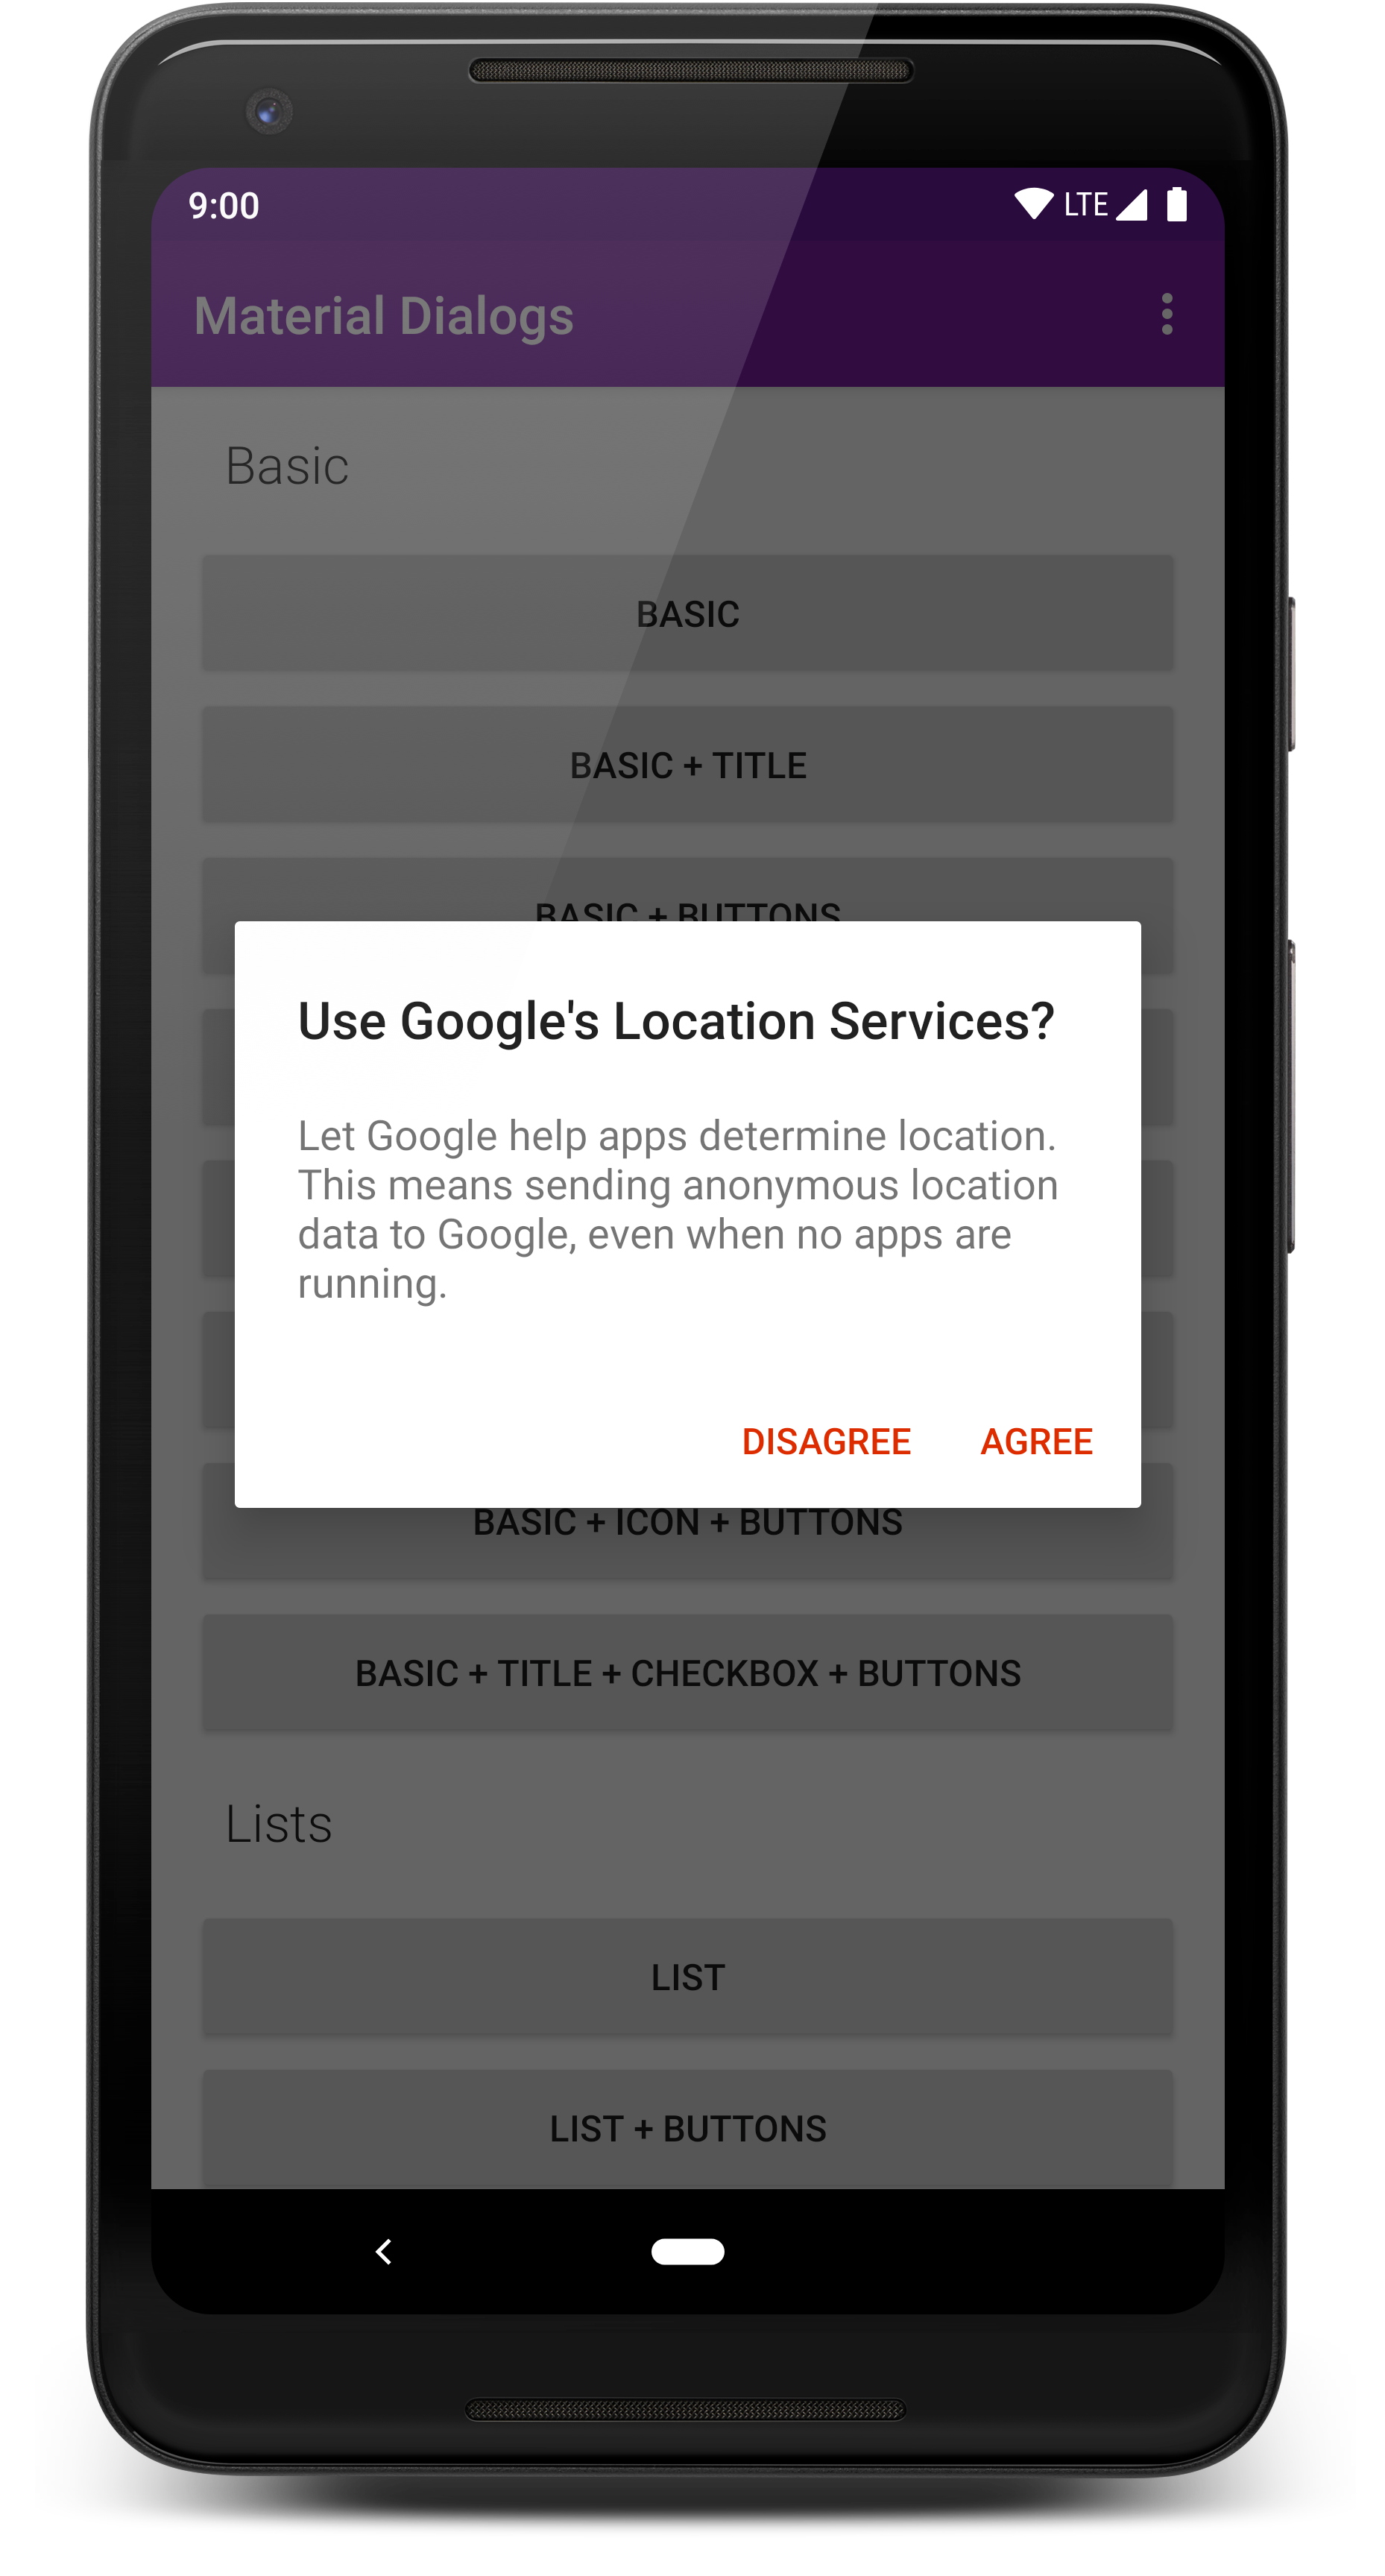 9:00
LTE
Material Dialogs
Basic
BASIC
BASIC + TITLE
BASIC + BUTTONS
Use Google's Location Services?
Let Google help apps determine location.
This means sending anonymous location
data to Google, even when no apps are
running.
DISAGREE AGREE
BASIC + ICON + BUTTONS
BASIC + TITLE + CHECKBOX + BUTTONS
Lists
LIST
LIST + BUTTONS